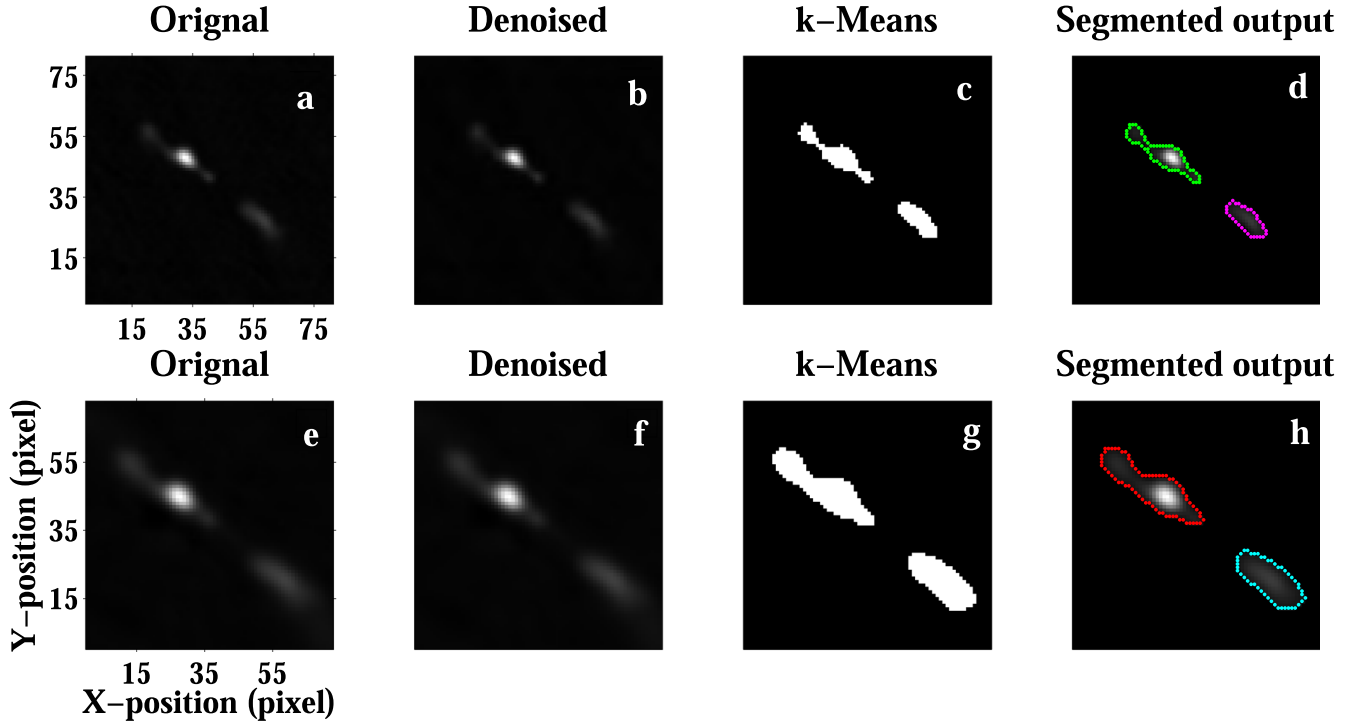 Orignal Denoised k−Means Segmented output
75 a b c d
55
35
15
15 35 55 75
Orignal Denoised k−Means Segmented output
e f g h
55
35
15
Y−position (pixel)
15 35 55
X−position (pixel)